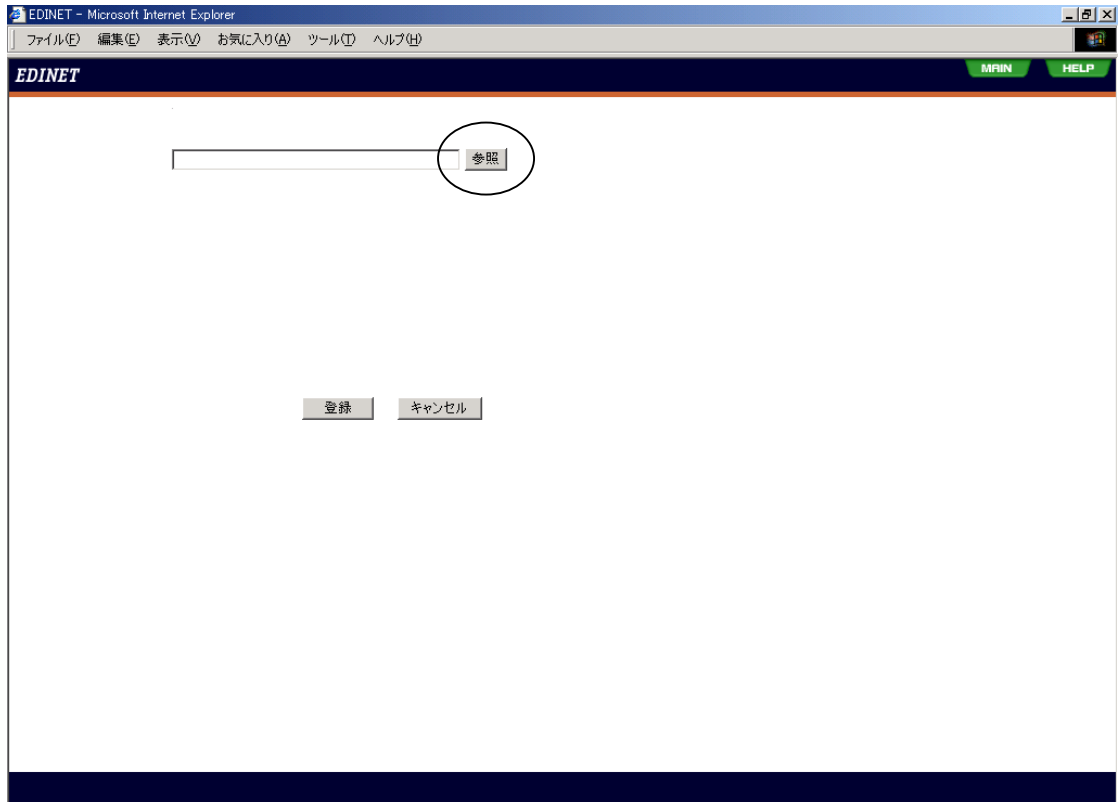 EDINET - Microsoft Internet Explorer
ファイル(F) 編集(E) 表示(V) お気に入り(A) ツール(T) ヘルプ(H)
EDINET MAIN HELP
参照
登録 キャンセル